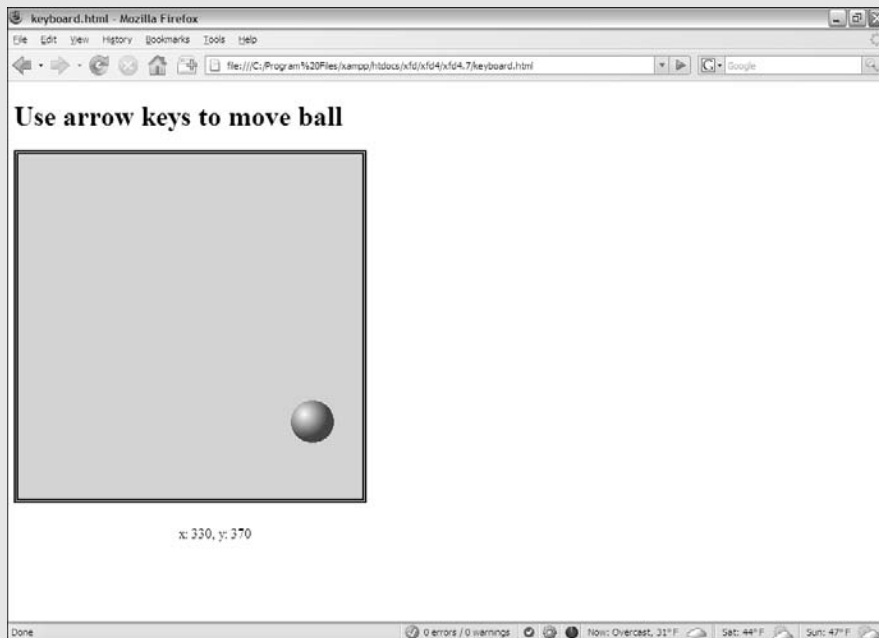 keyboard.html - Mozilla Firefox
File Edit View History Bookmarks Tools Help
file:///C:/Program%20Files/xampp/htdocs/xfd/xfd4/xfd4.7/keyboard.html
G Google
Use arrow keys to move ball
x: 330, y: 370
Done 0 errors / 0 warnings Now: Overcast, 31° F Sat: 44° F Sun: 47° F